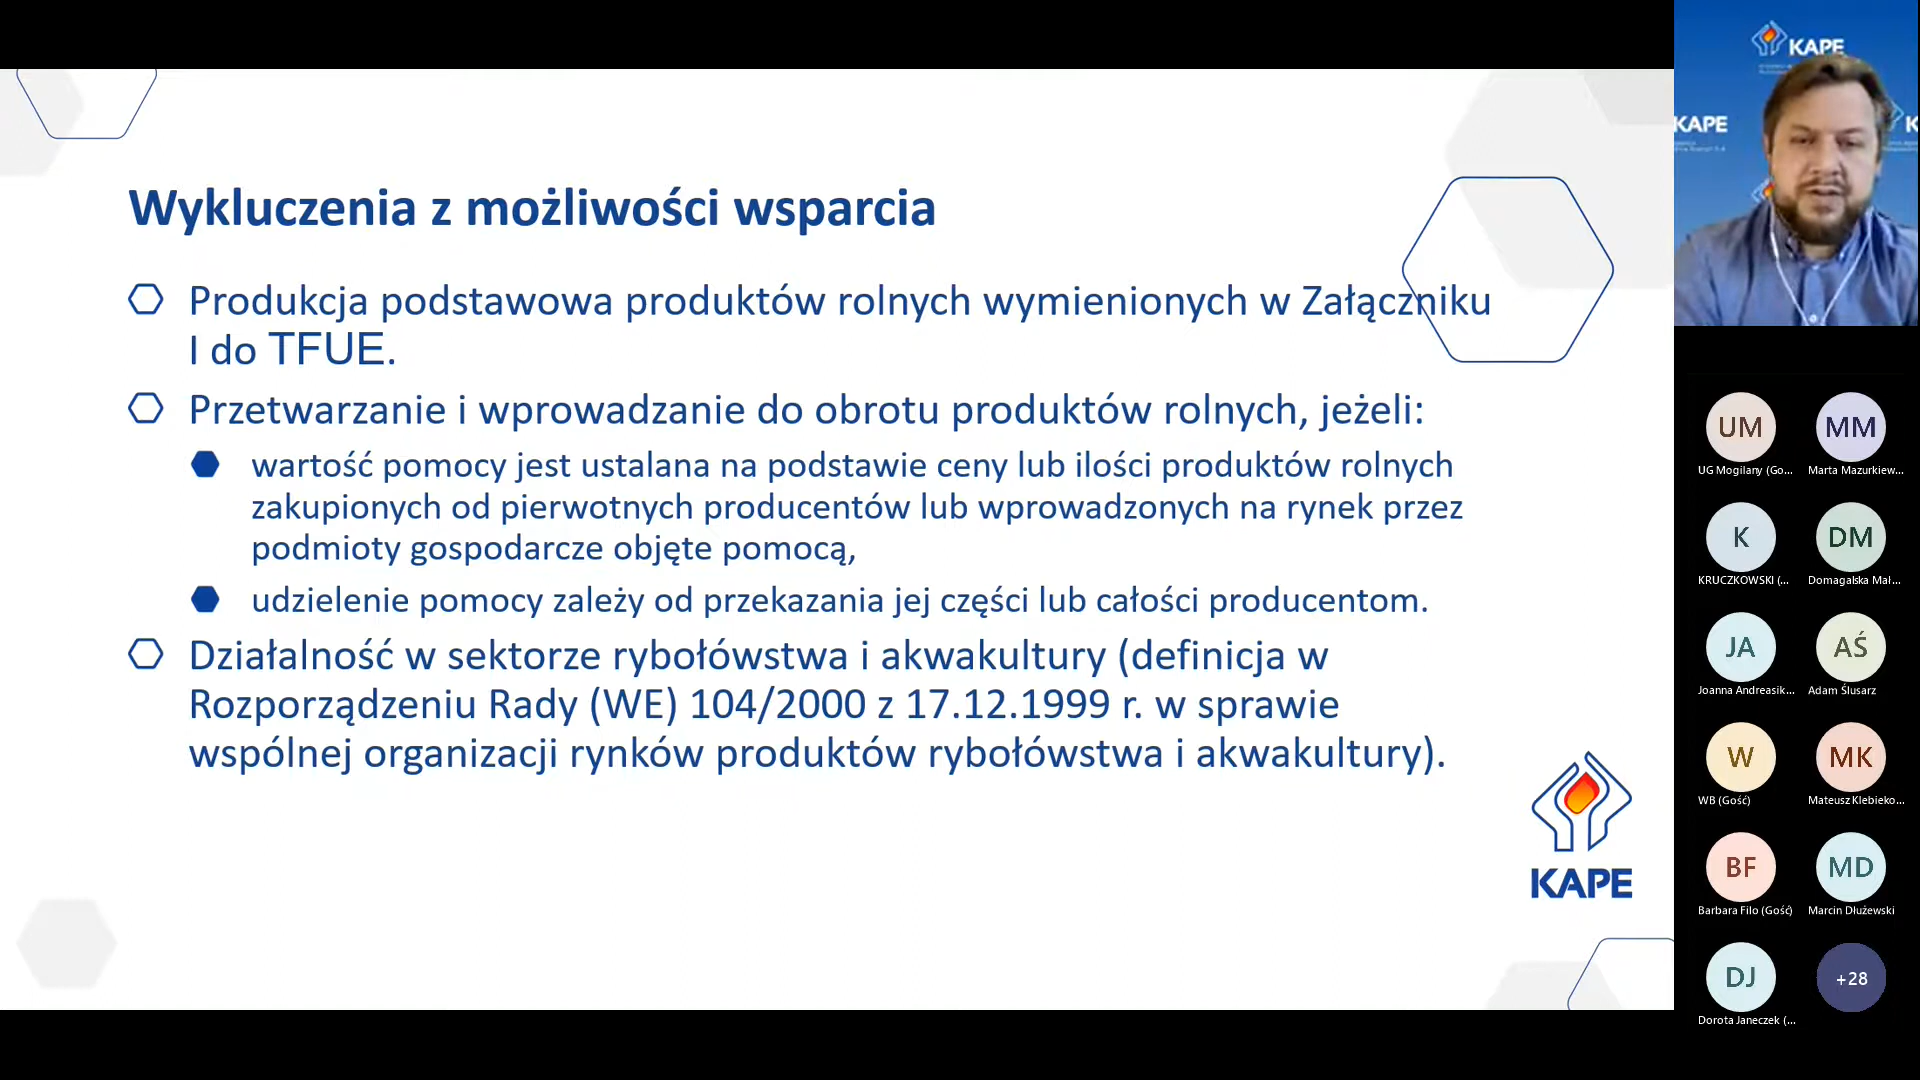 Wykluczenia z możliwości wsparcia
Produkcja podstawowa produktów rolnych wymienionych w Załączniku
I do TFUE.
Przetwarzanie i wprowadzanie do obrotu produktów rolnych, jeżeli:
wartość pomocy jest ustalana na podstawie ceny lub ilości produktów rolnych
zakupionych od pierwotnych producentów lub wprowadzonych na rynek przez
podmioty gospodarcze objęte pomocą,
udzielenie pomocy zależy od przekazania jej części lub całości producentom.
Działalność w sektorze rybołówstwa i akwakultury (definicja w
Rozporządzeniu Rady (WE) 104/2000 z 17.12.1999 r. w sprawie
wspólnej organizacji rynków produktów rybołówstwa i akwakultury).
KAPE
KAPE
KAPE
K
UM
MM
UG Mogilany (Go...
Marta Mazurkiew...
K
DM
KRUCZKOWSKI (...
Domagalska Mał...
JA
AŚ
Joanna Andreasik...
Adam Ślusarz
W
MK
WB (Gość)
Mateusz Klebieko...
BF
MD
Barbara Filo (Gość)
Marcin Dłużewski
DJ
+28
Dorota Janeczek (...